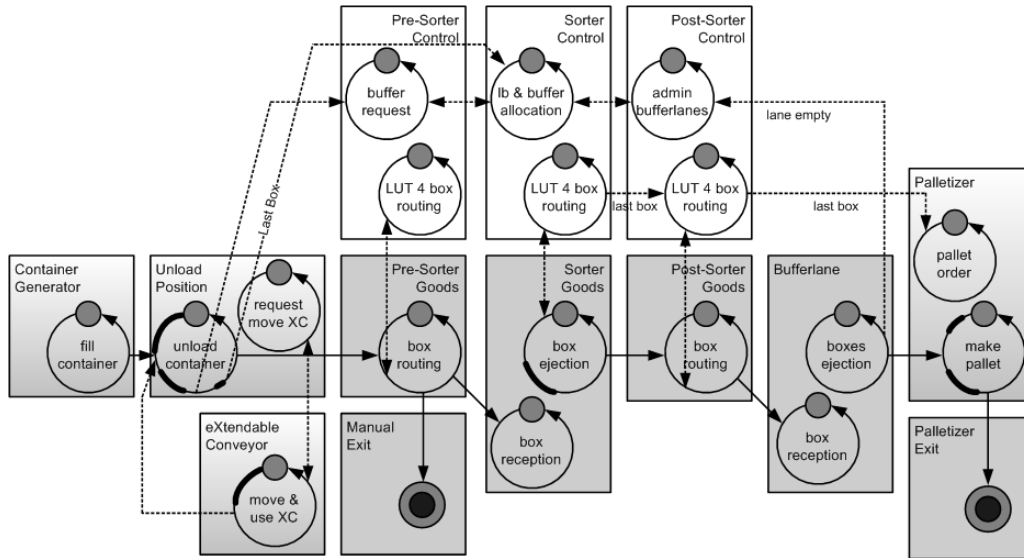 Pre-Sorter
Control
Sorter
Control
Post-Sorter
Control
buffer
request
lb & buffer
allocation
admin
bufferlanes
lane empty
LUT 4 box
routing
LUT 4 box
routing
last box
LUT 4 box
routing
last box
Last Box
Palletizer
pallet
order
make
pallet
Container
Generator
fill
container
Unload
Position
request
move XC
unload
container
Pre-Sorter
Goods
box
routing
Sorter
Goods
box
ejection
box
reception
Post-Sorter
Goods
box
routing
Bufferlane
boxes
ejection
box
reception
eXtendable
Conveyor
move &
use XC
Manual
Exit
Palletizer
Exit